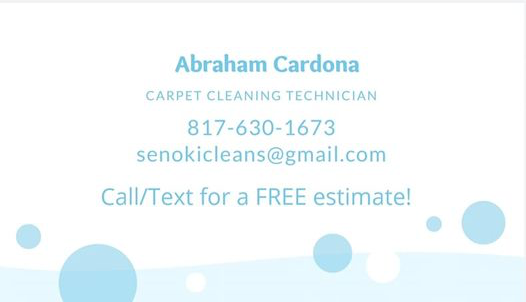 Abraham Cardona
CARPET CLEANING TECHNICIAN
817-630-1673
senokicleans@gmail.com
Call/Text for a FREE estimate!